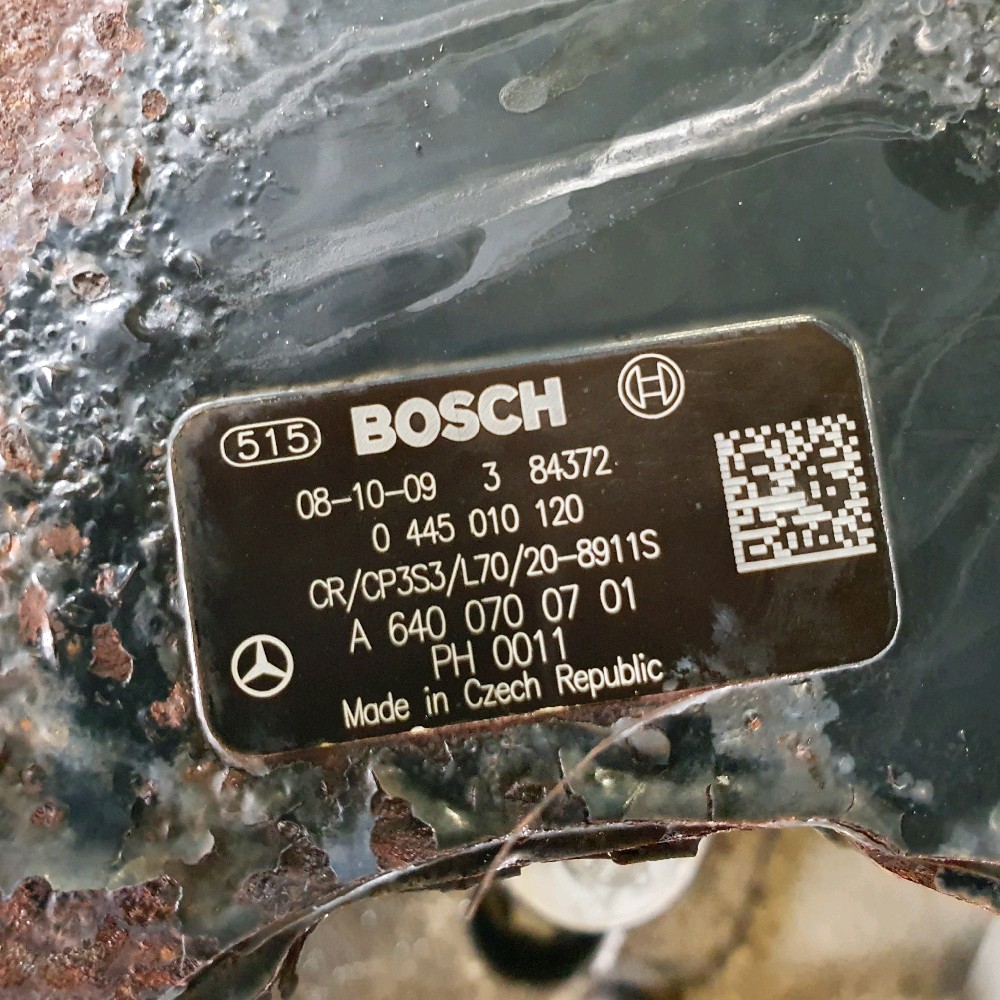 515 BOSCH
08-10-09 3 84372
0 445 010 120
CR/CP3S3/L70/20-8911S
A 640 070 07 01
PH 0011
Made in Czech Republic